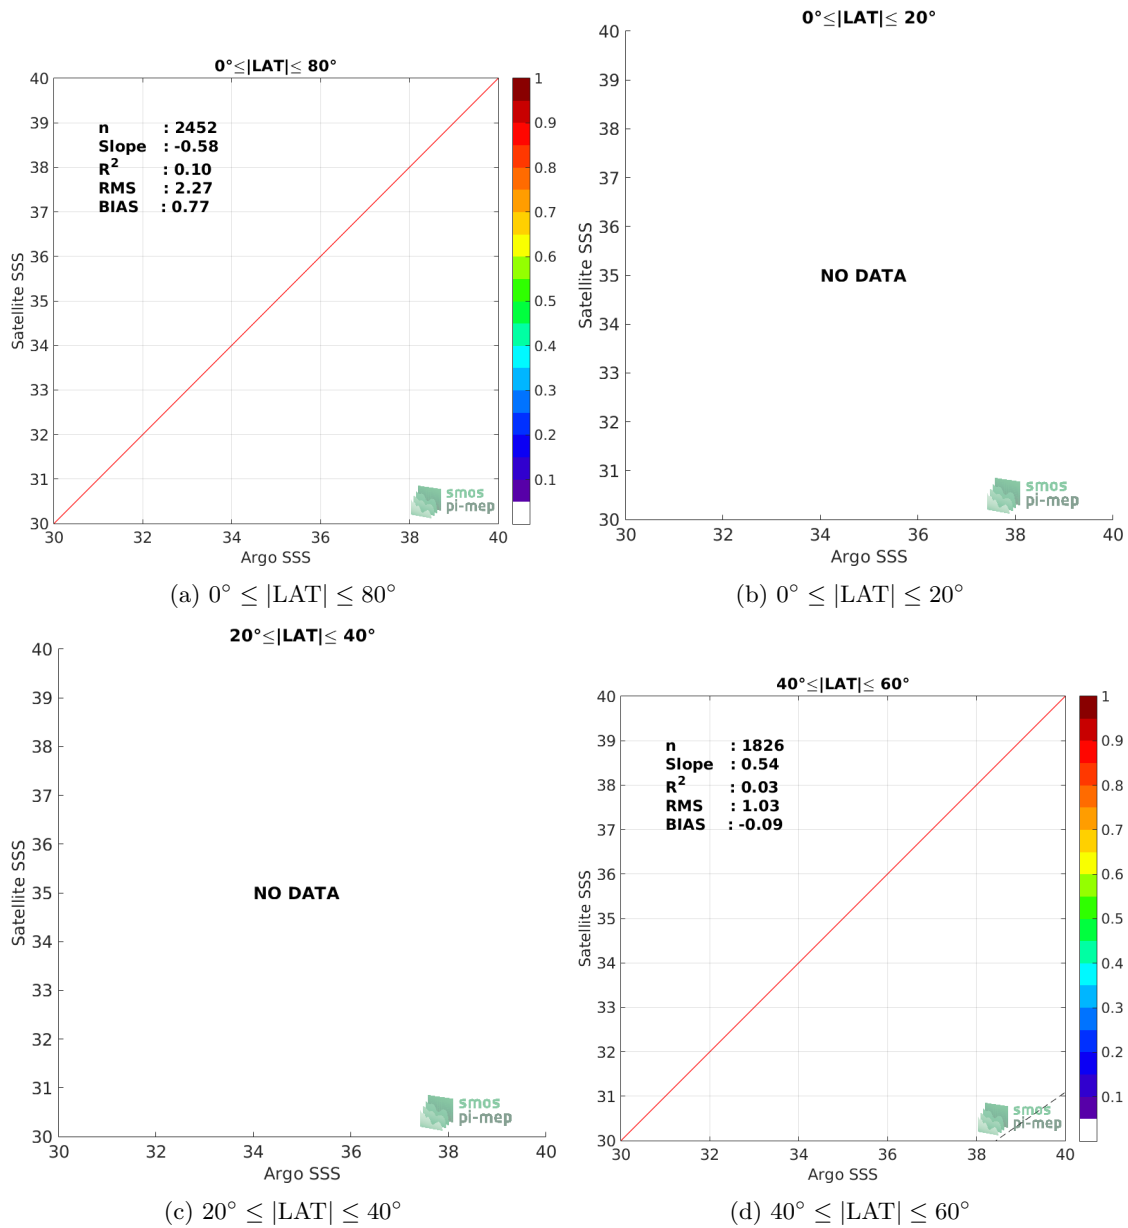 0°≤|LAT|≤ 80°
40
39
38
37
36
35
34
33
32
31
30
Satellite SSS
n : 2452
Slope : -0.58
R² : 0.10
RMS : 2.27
BIAS : 0.77
30 32 34 36 38 40
Argo SSS
1
0.9
0.8
0.7
0.6
0.5
0.4
0.3
0.2
0.1
smos
pi-mep
(a) 0° ≤ |LAT| ≤ 80°
0°≤|LAT|≤ 20°
40
39
38
37
36
35
34
33
32
31
30
Satellite SSS
NO DATA
smos
pi-mep
30 32 34 36 38 40
Argo SSS
(b) 0° ≤ |LAT| ≤ 20°
20°≤|LAT|≤ 40°
40
39
38
37
36
35
34
33
32
31
30
Satellite SSS
NO DATA
smos
pi-mep
30 32 34 36 38 40
Argo SSS
(c) 20° ≤ |LAT| ≤ 40°
40°≤|LAT|≤ 60°
40
39
38
37
36
35
34
33
32
31
30
Satellite SSS
n : 1826
Slope : 0.54
R² : 0.03
RMS : 1.03
BIAS : -0.09
smos
pi-mep
30 32 34 36 38 40
Argo SSS
1
0.9
0.8
0.7
0.6
0.5
0.4
0.3
0.2
0.1
(d) 40° ≤ |LAT| ≤ 60°